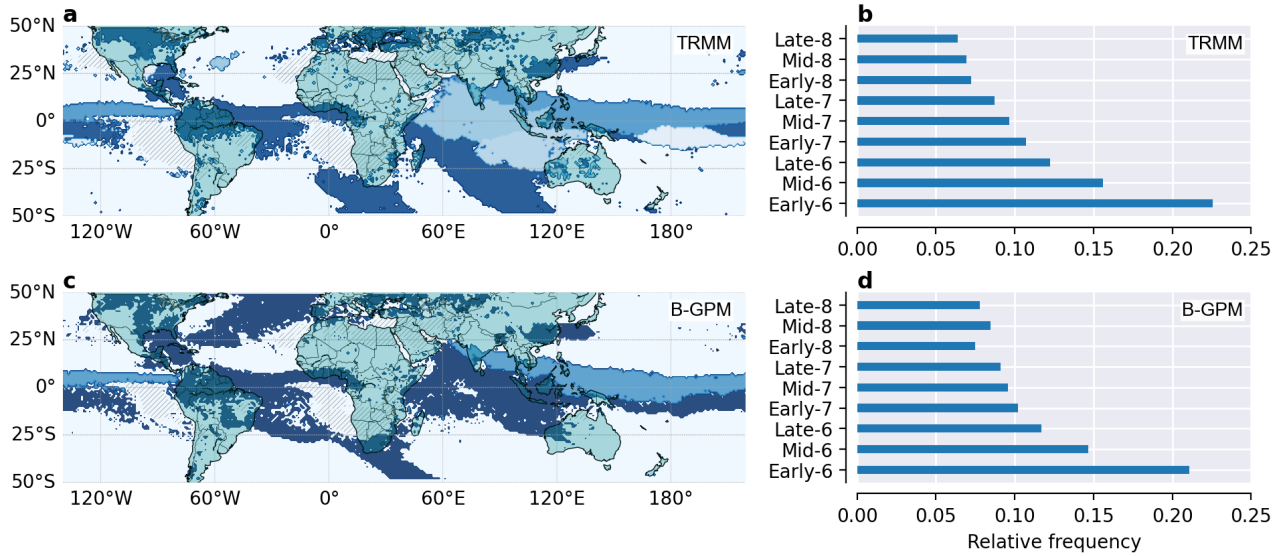 a
50°N
25°N
0°
25°S
50°S
TRMM
120°W 60°W 0° 60°E 120°E 180°
b
Late-8
Mid-8
Early-8
Late-7
Mid-7
Early-7
Late-6
Mid-6
Early-6
TRMM
0.00 0.05 0.10 0.15 0.20 0.25
c
50°N
25°N
0°
25°S
50°S
B-GPM
120°W 60°W 0° 60°E 120°E 180°
d
Late-8
Mid-8
Early-8
Late-7
Mid-7
Early-7
Late-6
Mid-6
Early-6
B-GPM
0.00 0.05 0.10 0.15 0.20 0.25
Relative frequency